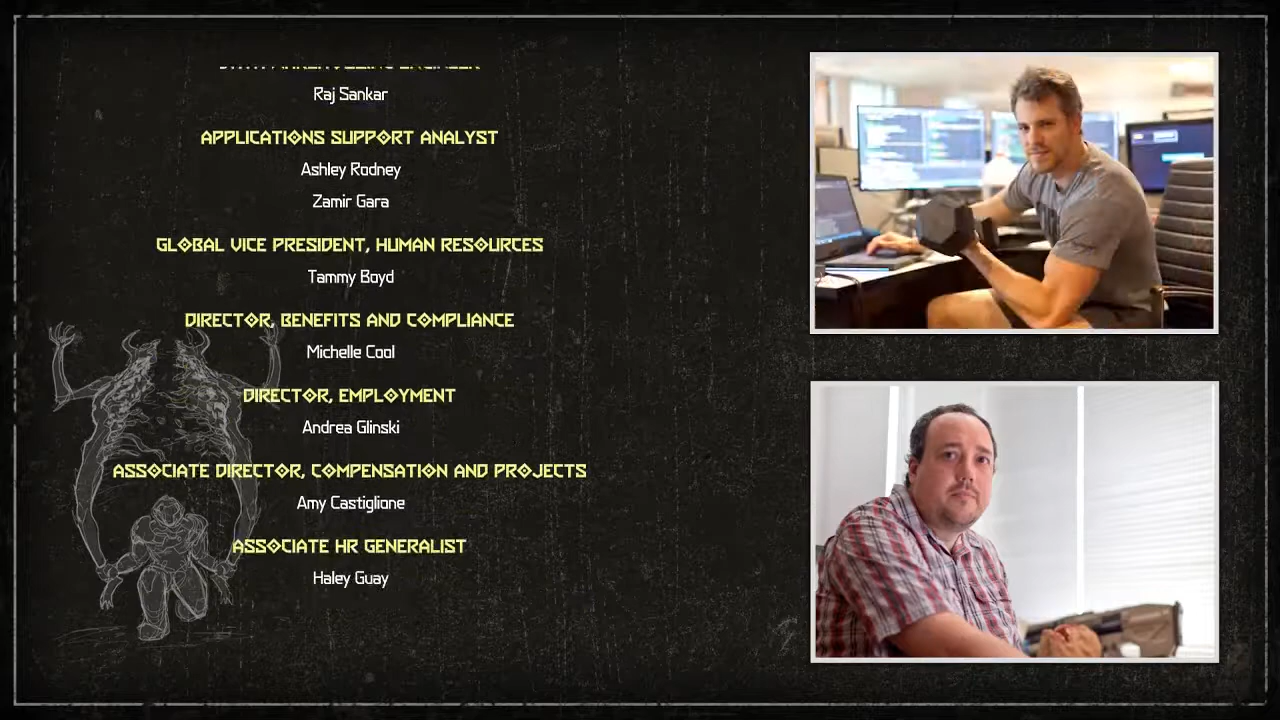 Raj Sankar
APPLICATIONS SUPPORT ANALYST
Ashley Rodney
Zamir Gara
GLOBAL VICE PRESIDENT, HUMAN RESOURCES
Tammy Boyd
DIRECTOR, BENEFITS AND COMPLIANCE
Michelle Cool
DIRECTOR, EMPLOYMENT
Andrea Glinski
ASSOCIATE DIRECTOR, COMPENSATION AND PROJECTS
Amy Castiglione
ASSOCIATE HR GENERALIST
Haley Guay